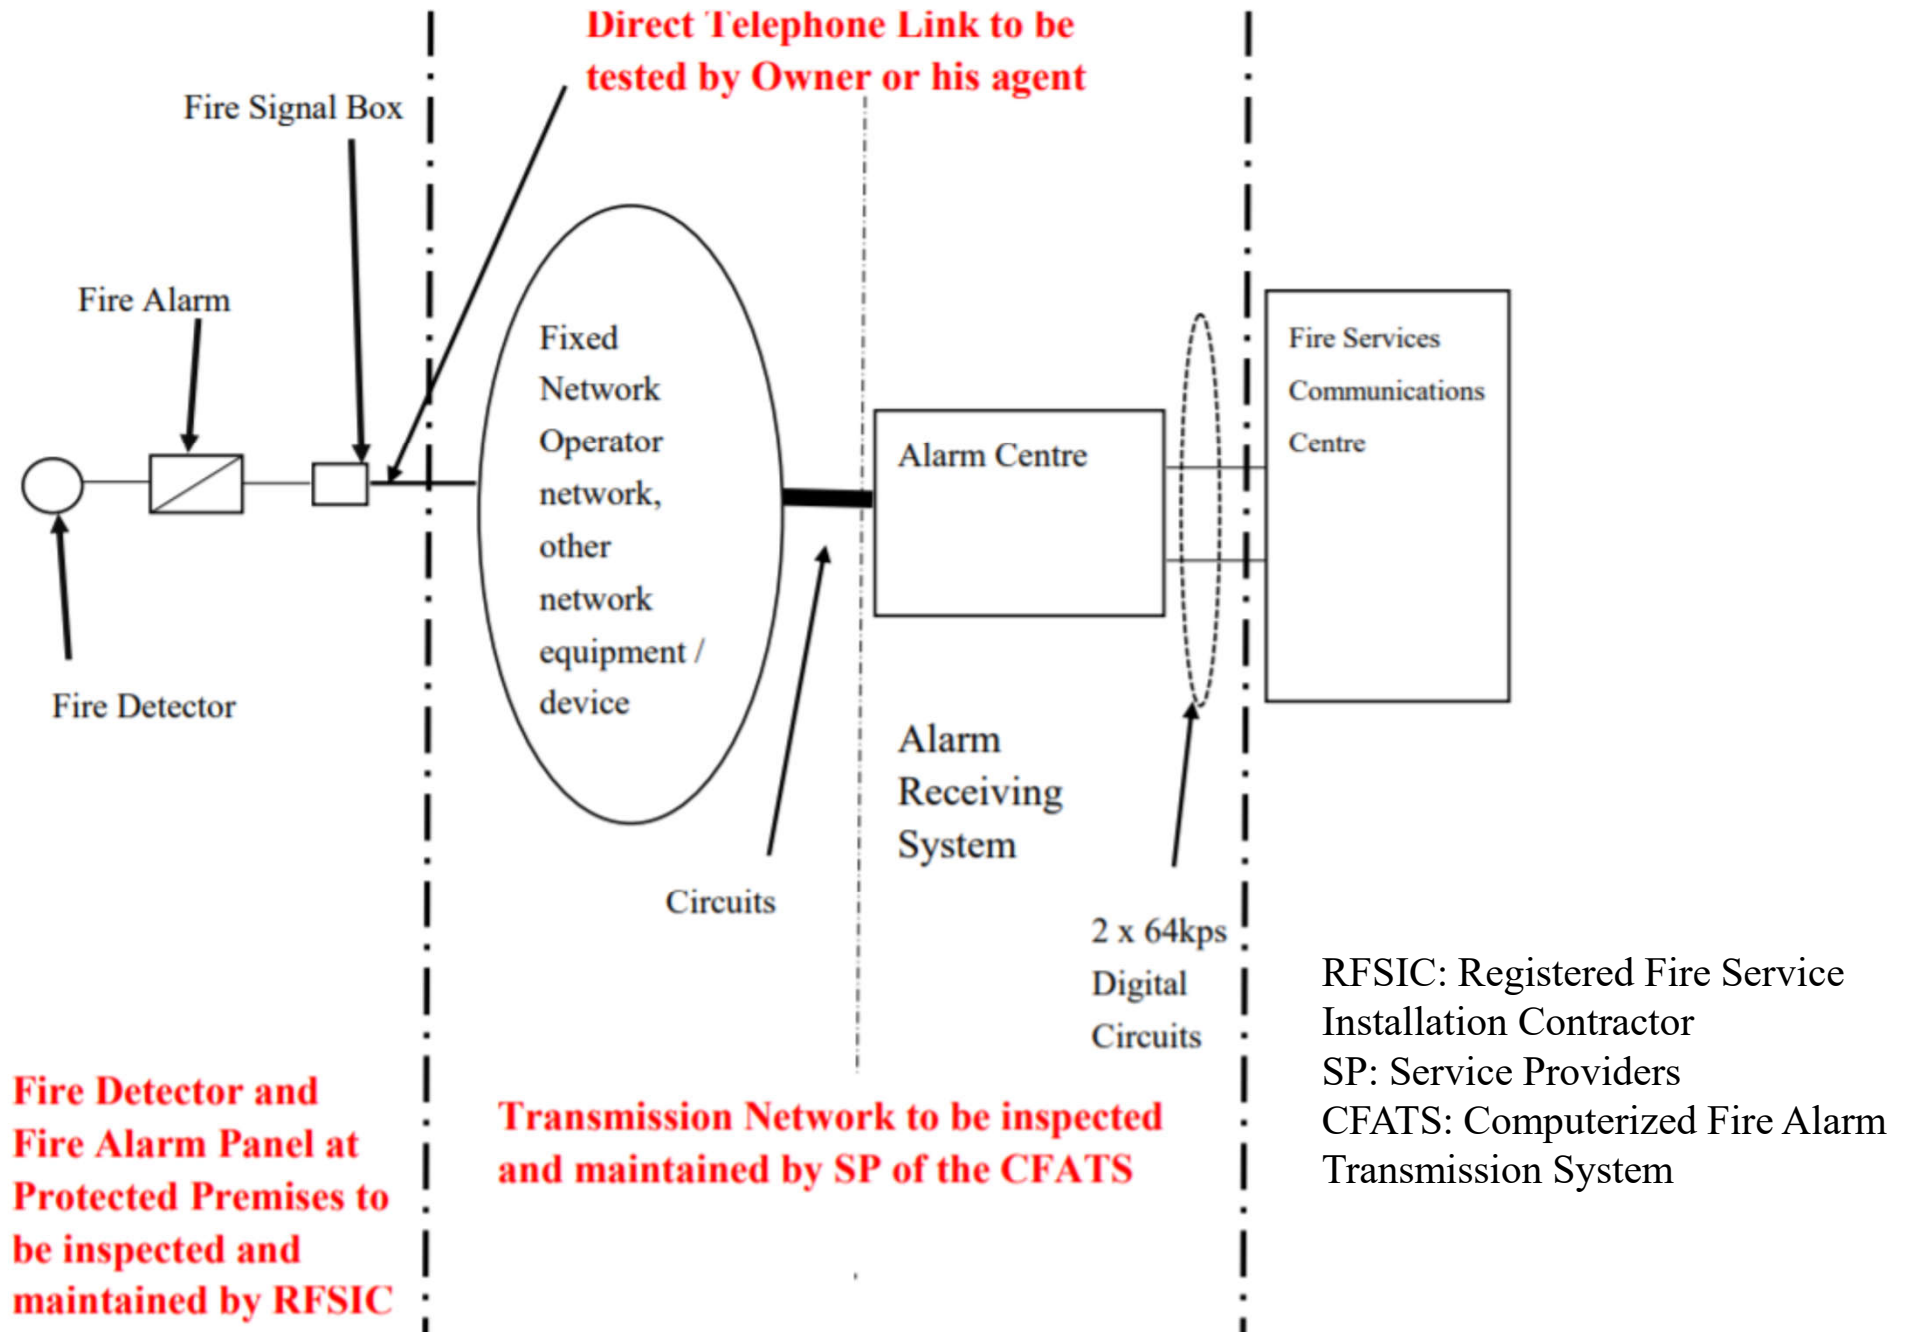 Direct Telephone Link to be
tested by Owner or his agent
Fire Signal Box
Fire Alarm
Fire Detector
Fixed
Network
Operator
network,
other
network
equipment /
device
Circuits
Alarm Centre
Alarm
Receiving
System
2 x 64kps
Digital
Circuits
Fire Services
Communications
Centre
Fire Detector and
Fire Alarm Panel at
Protected Premises to
be inspected and
maintained by RFSIC
Transmission Network to be inspected
and maintained by SP of the CFATS
RFSIC: Registered Fire Service
Installation Contractor
SP: Service Providers
CFATS: Computerized Fire Alarm
Transmission System